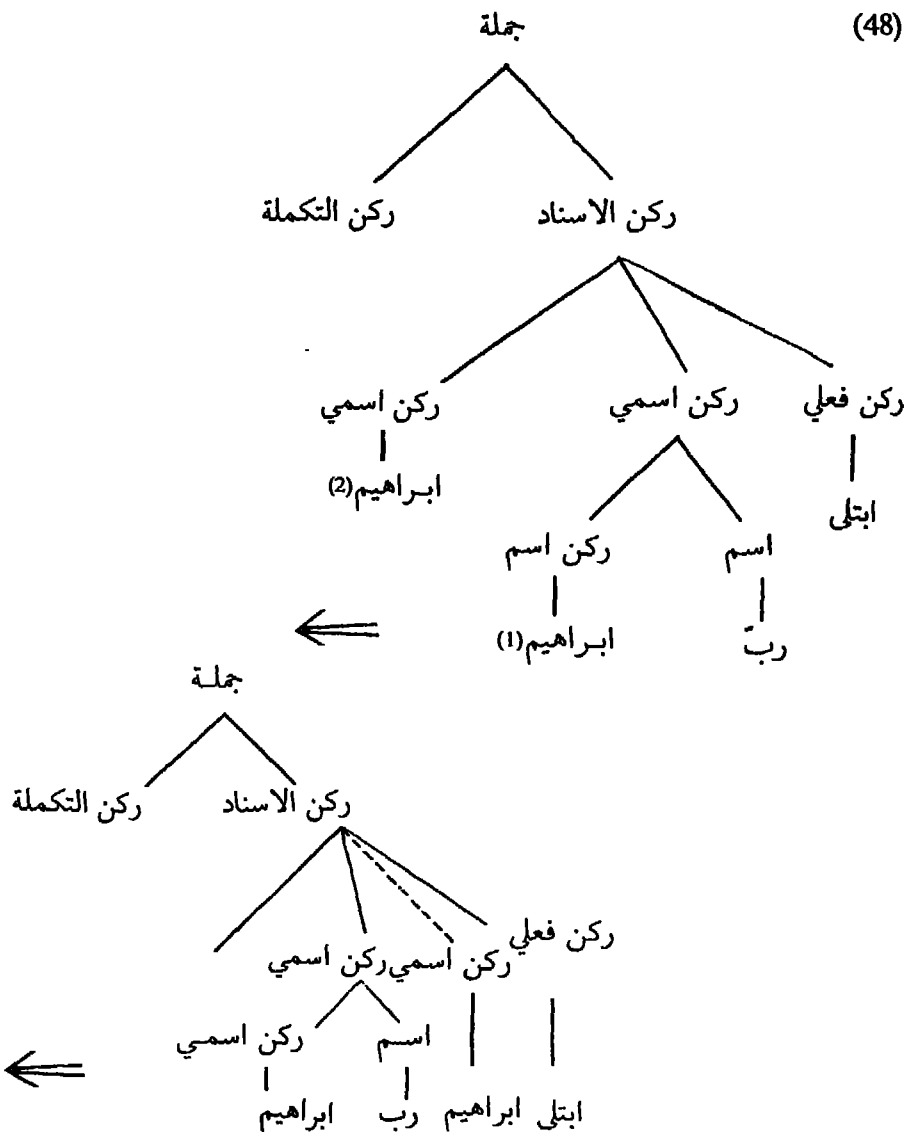 (48)
جملة
ركن الاسناد ركن التكملة
ركن فعلي ركن اسمي ركن اسمي
ابتلى ابراهيم(2)
اسم ركن اسم
ربّ ابراهيم(1)
جملة
ركن الاسناد ركن التكملة
ركن فعلي ركن اسمي ركن اسمي
اسم ركن اسمي
ابتلى ابراهيم رب ابراهيم